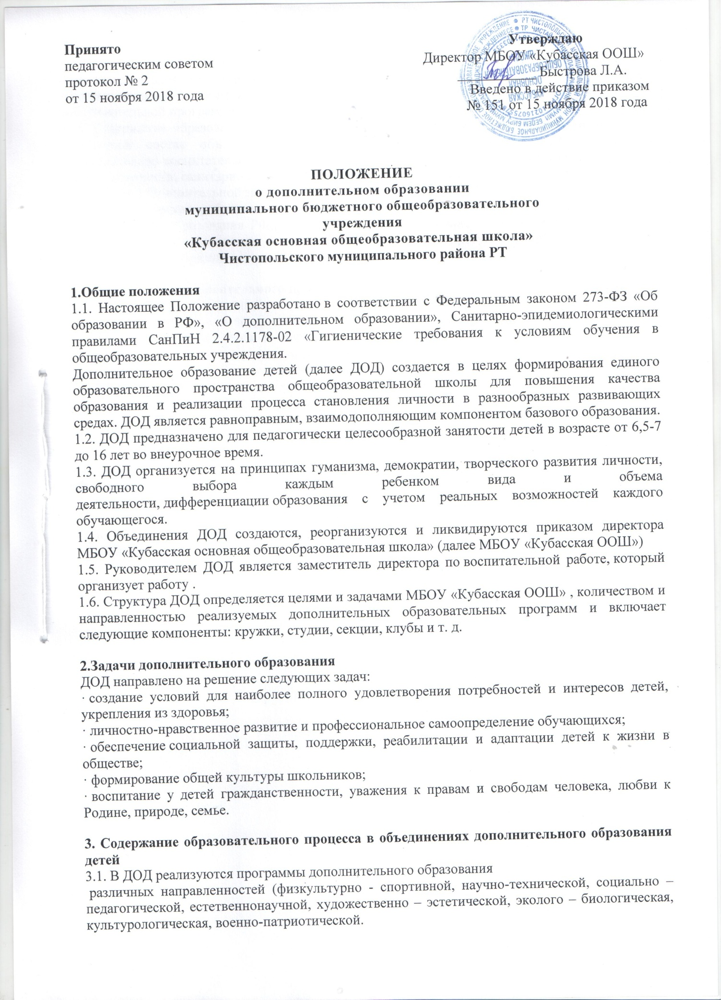 Принято
педагогическим советом
протокол № 2
от 15 ноября 2018 года
Утверждаю
Директор МБОУ «Кубасская ООШ»
____________ Быстрова Л.А.
Введено в действие приказом
№ 151 от 15 ноября 2018 года
ПОЛОЖЕНИЕ
о дополнительном образовании
муниципального бюджетного общеобразовательного
учреждения
«Кубасская основная общеобразовательная школа»
Чистопольского муниципального района РТ
1.Общие положения
1.1. Настоящее Положение разработано в соответствии с Федеральным законом 273-ФЗ «Об
образовании в РФ», «О дополнительном образовании», Санитарно-эпидемиологическими
правилами СанПиН 2.4.2.1178-02 «Гигиенические требования к условиям обучения в
общеобразовательных учреждения.
Дополнительное образование детей (далее ДОД) создается в целях формирования единого
образовательного пространства общеобразовательной школы для повышения качества
образования и реализации процесса становления личности в разнообразных развивающих
средах. ДОД является равноправным, взаимодополняющим компонентом базового образования.
1.2. ДОД предназначено для педагогически целесообразной занятости детей в возрасте от 6,5-7
до 16 лет во внеурочное время.
1.3. ДОД организуется на принципах гуманизма, демократии, творческого развития личности,
свободного выбора каждым ребенком вида и объема
деятельности, дифференциации образования с учетом реальных возможностей каждого
обучающегося.
1.4. Объединения ДОД создаются, реорганизуются и ликвидируются приказом директора
МБОУ «Кубасская основная общеобразовательная школа» (далее МБОУ «Кубасская ООШ»)
1.5. Руководителем ДОД является заместитель директора по воспитательной работе, который
организует работу .
1.6. Структура ДОД определяется целями и задачами МБОУ «Кубасская ООШ» , количеством и
направленностью реализуемых дополнительных образовательных программ и включает
следующие компоненты: кружки, студии, секции, клубы и т. д.
2.Задачи дополнительного образования
ДОД направлено на решение следующих задач:
· создание условий для наиболее полного удовлетворения потребностей и интересов детей,
укрепления из здоровья;
· личностно-нравственное развитие и профессиональное самоопределение обучающихся;
· обеспечение социальной защиты, поддержки, реабилитации и адаптации детей к жизни в
обществе;
· формирование общей культуры школьников;
· воспитание у детей гражданственности, уважения к правам и свободам человека, любви к
Родине, природе, семье.
3. Содержание образовательного процесса в объединениях дополнительного образования
детей
3.1. В ДОД реализуются программы дополнительного образования
различных направленностей (физкультурно - спортивной, научно-технической, социально –
педагогической, естетвеннонаучной, художественно – эстетической, эколого – биологическая,
культурологическая, военно-патриотической.